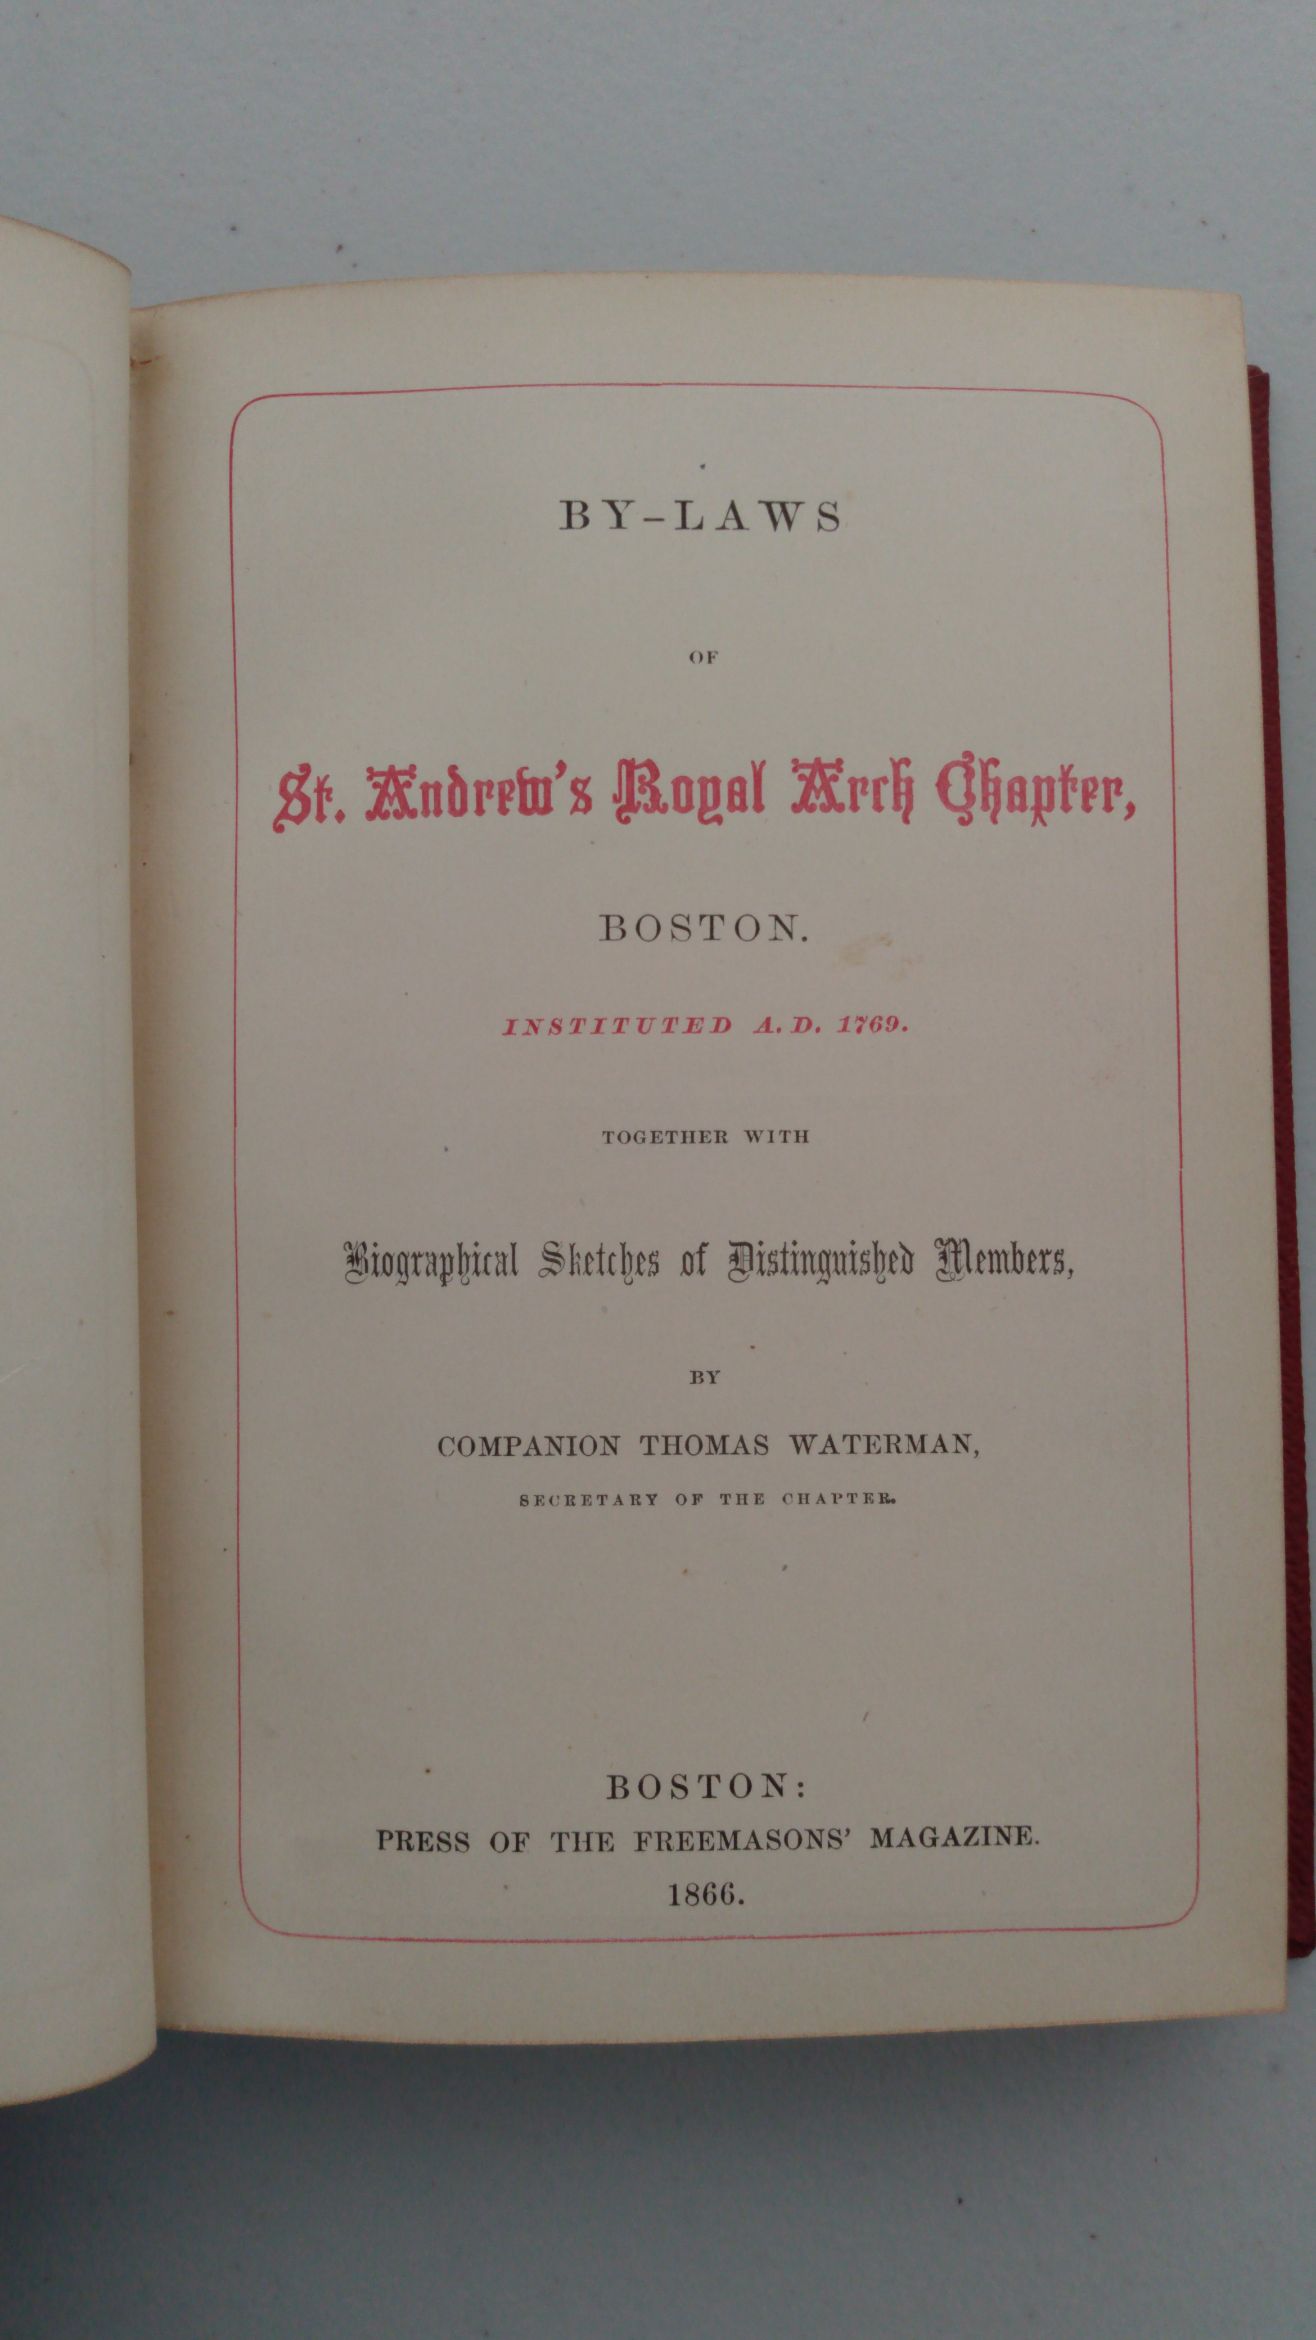 BY-LAWS
OF
St. Andrew's Royal Arch Chapter,
BOSTON.
INSTITUTED A. D. 1769.
TOGETHER WITH
Biographical Sketches of Distinguished Members,
BY
COMPANION THOMAS WATERMAN,
SECRETARY OF THE CHAPTER.
BOSTON:
PRESS OF THE FREEMASONS' MAGAZINE.
1866.